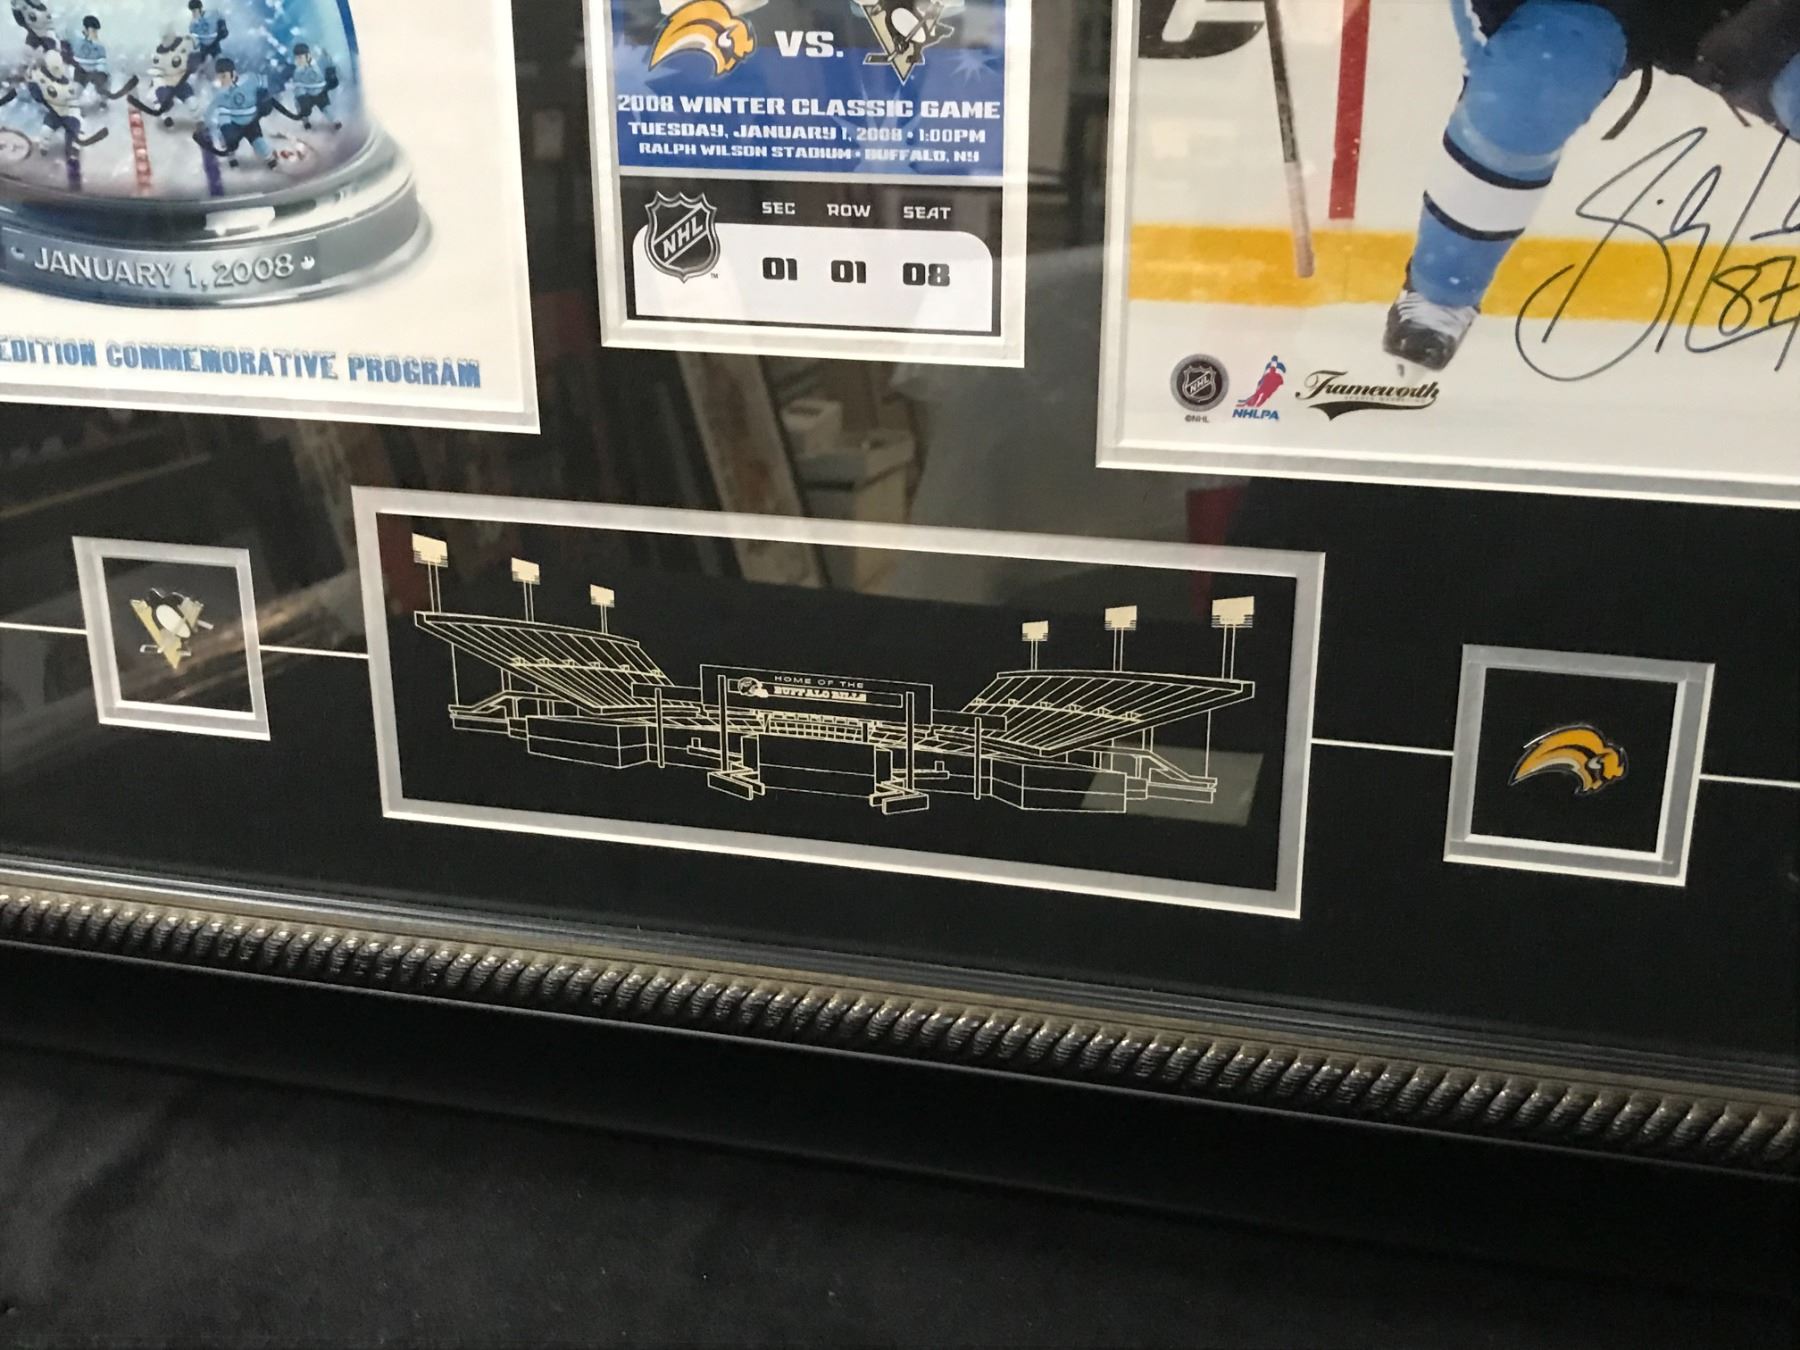 JANUARY 1, 2008
EDITION COMMEMORATIVE PROGRAM
VS.
2008 WINTER CLASSIC GAME
TUESDAY, JANUARY 1, 2008 • 1:00PM
RALPH WILSON STADIUM • BUFFALO, NY
NHL
SEC ROW SEAT
01 01 08
TM
87
NHL
©NHL
NHLPA
Frameworth
HOME OF THE
BUFFALO BILLS